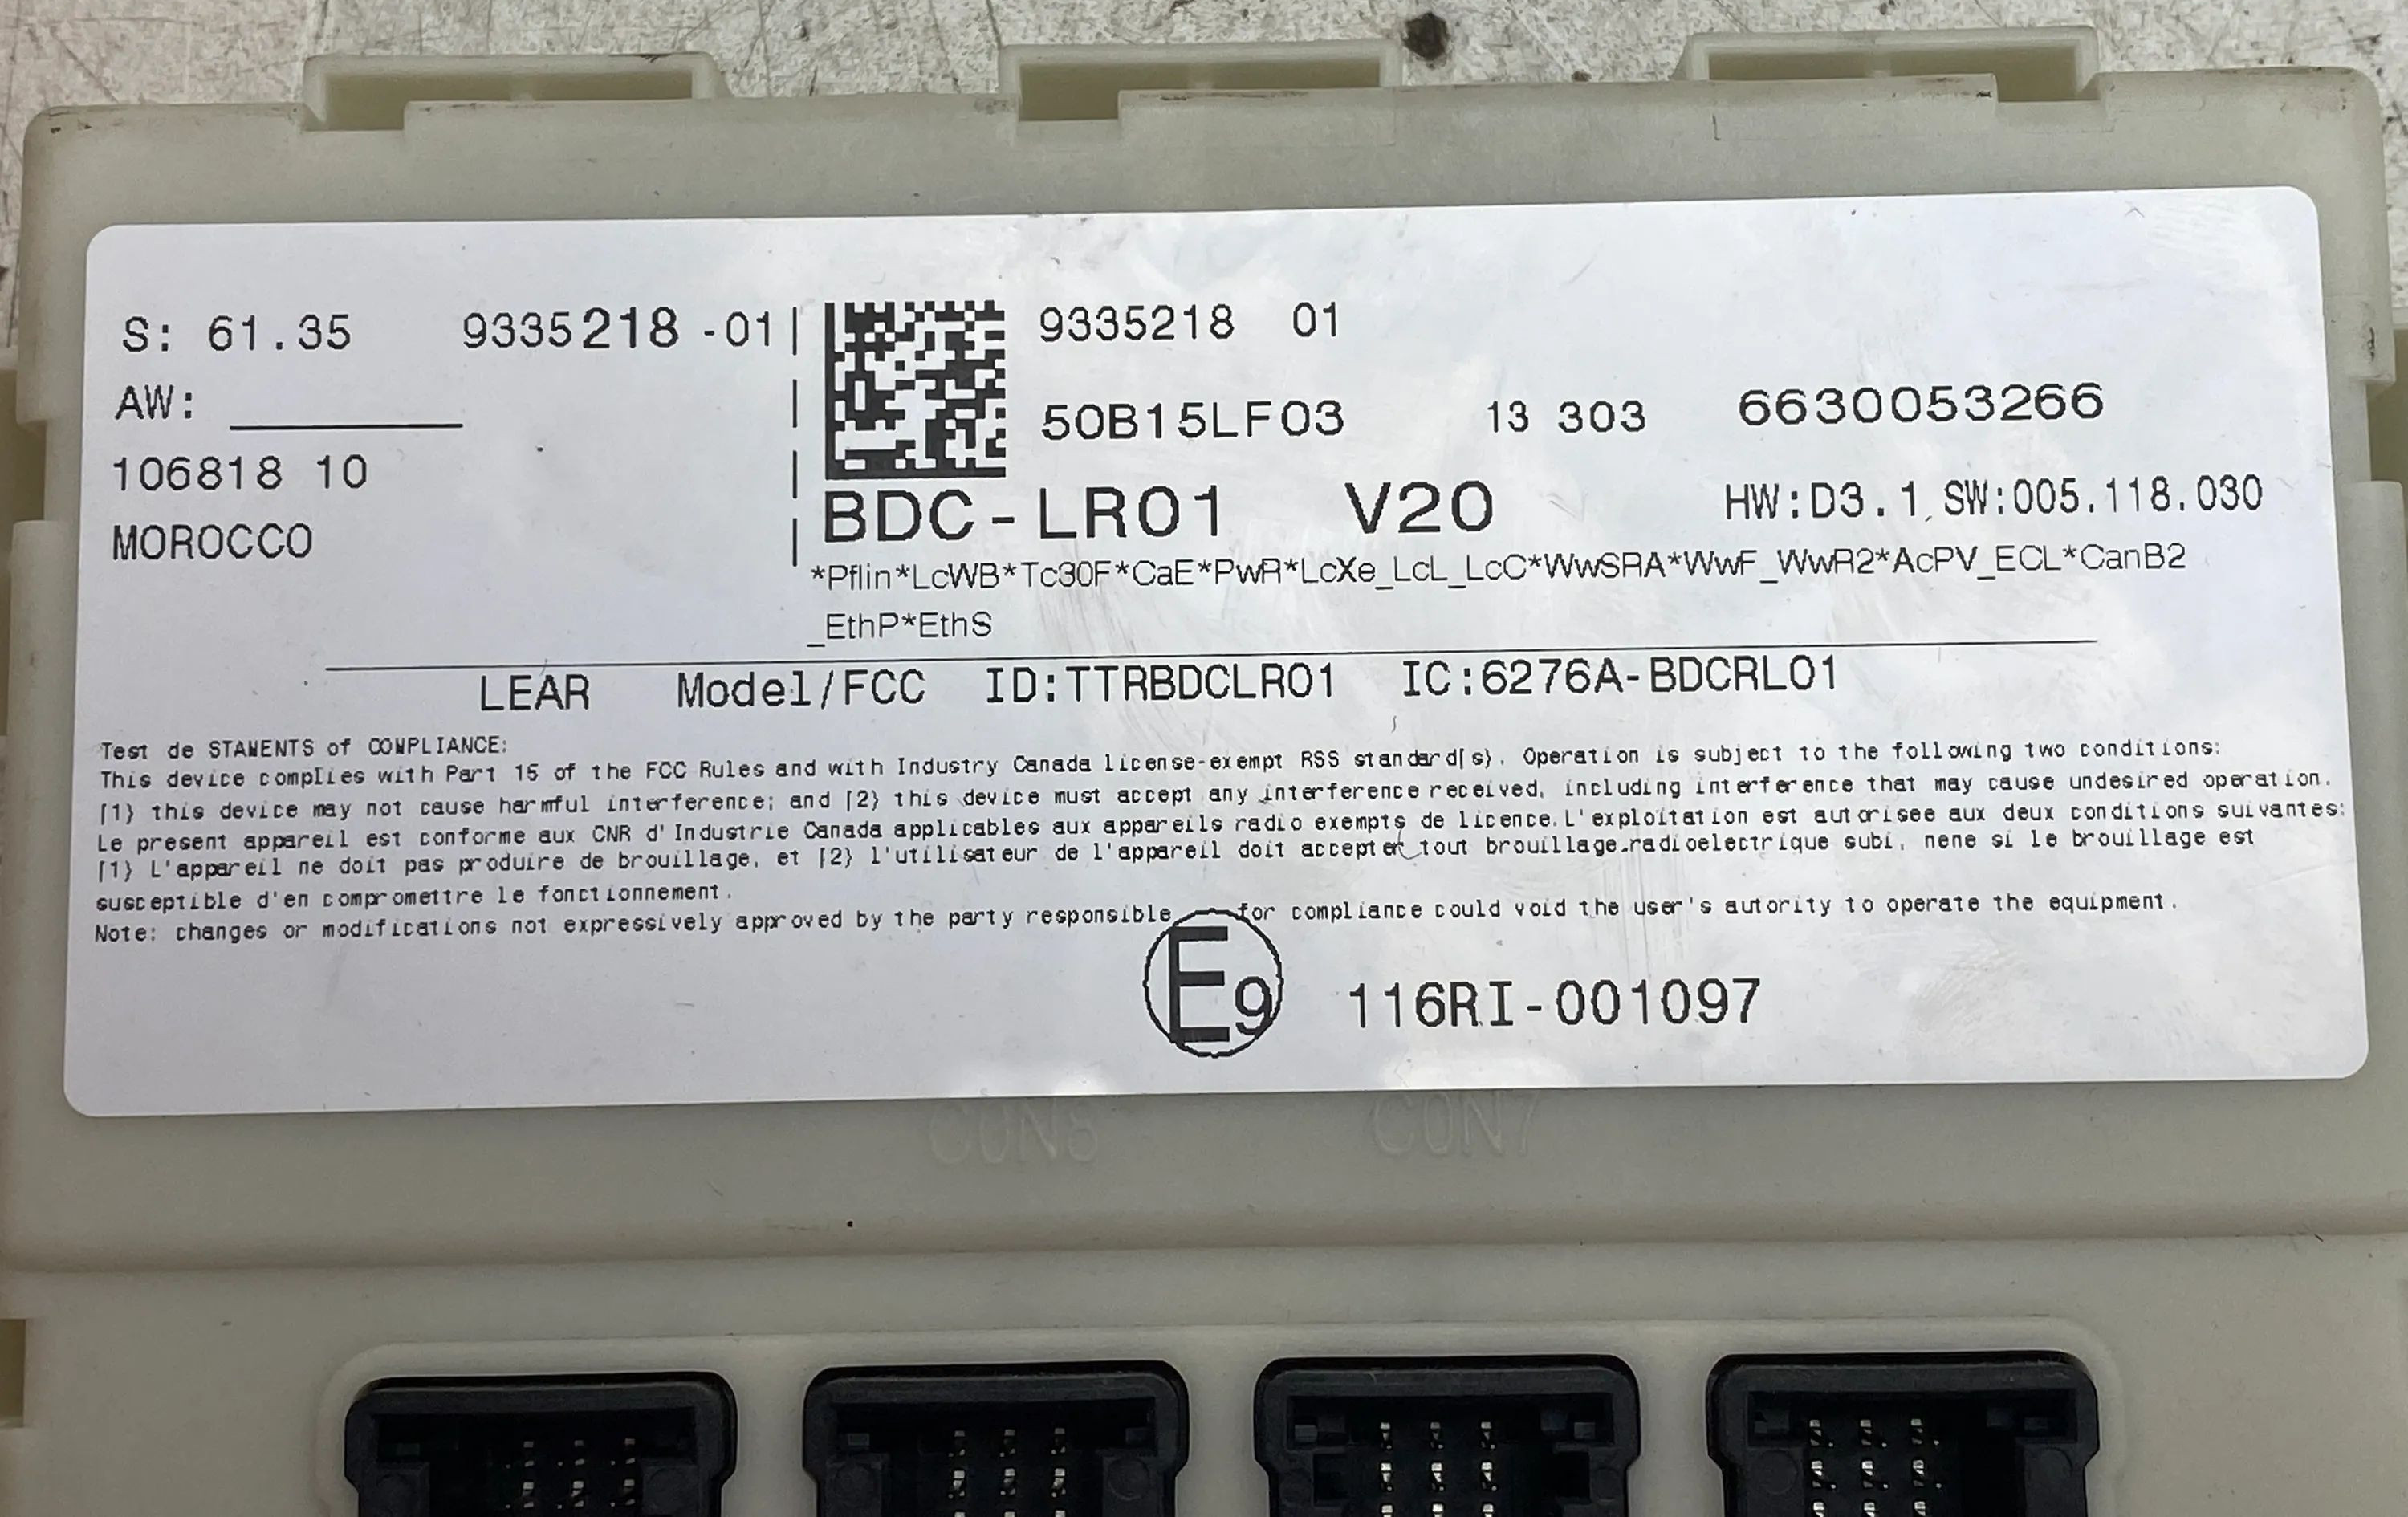 S: 61.35 9335218 -01
AW:
106818 10
MOROCCO
9335218 01
50B15LF03 13 303 6630053266
BDC-LR01 V20 HW:D3.1 SW:005.118.030
*Pflin*LcWB*Tc30F*CaE*PwR*LcXe_LcL_LcC*WwSRA*WwF_WwR2*AcPV_ECL*CanB2
_EthP*EthS
LEAR Model/FCC ID:TTRBDCLR01 IC:6276A-BDCRL01
Test de STAMENTS of COMPLIANCE:
This device complies with Part 15 of the FCC Rules and with Industry Canada license-exempt RSS standard[s}. Operation is subject to the following two conditions:
[1} this device may not cause harmful interference; and [2} this device must accept any interference received, including interference that may cause undesired operation.
Le present appareil est conforme aux CNR d'Industrie Canada applicables aux appareils radio exempts de licence.L'exploitation est autorisee aux deux conditions suivantes:
[1} L'appareil ne doit pas produire de brouillage, et [2} l'utilisateur de l'appareil doit accepter tout brouillage.radioelectrique subi, nene si le brouillage est
susceptible d'en compromettre le fonctionnement.
Note: changes or modifications not expressively approved by the party responsible for compliance could void the user's autority to operate the equipment.
E9 116RI-001097
CON6 CON7